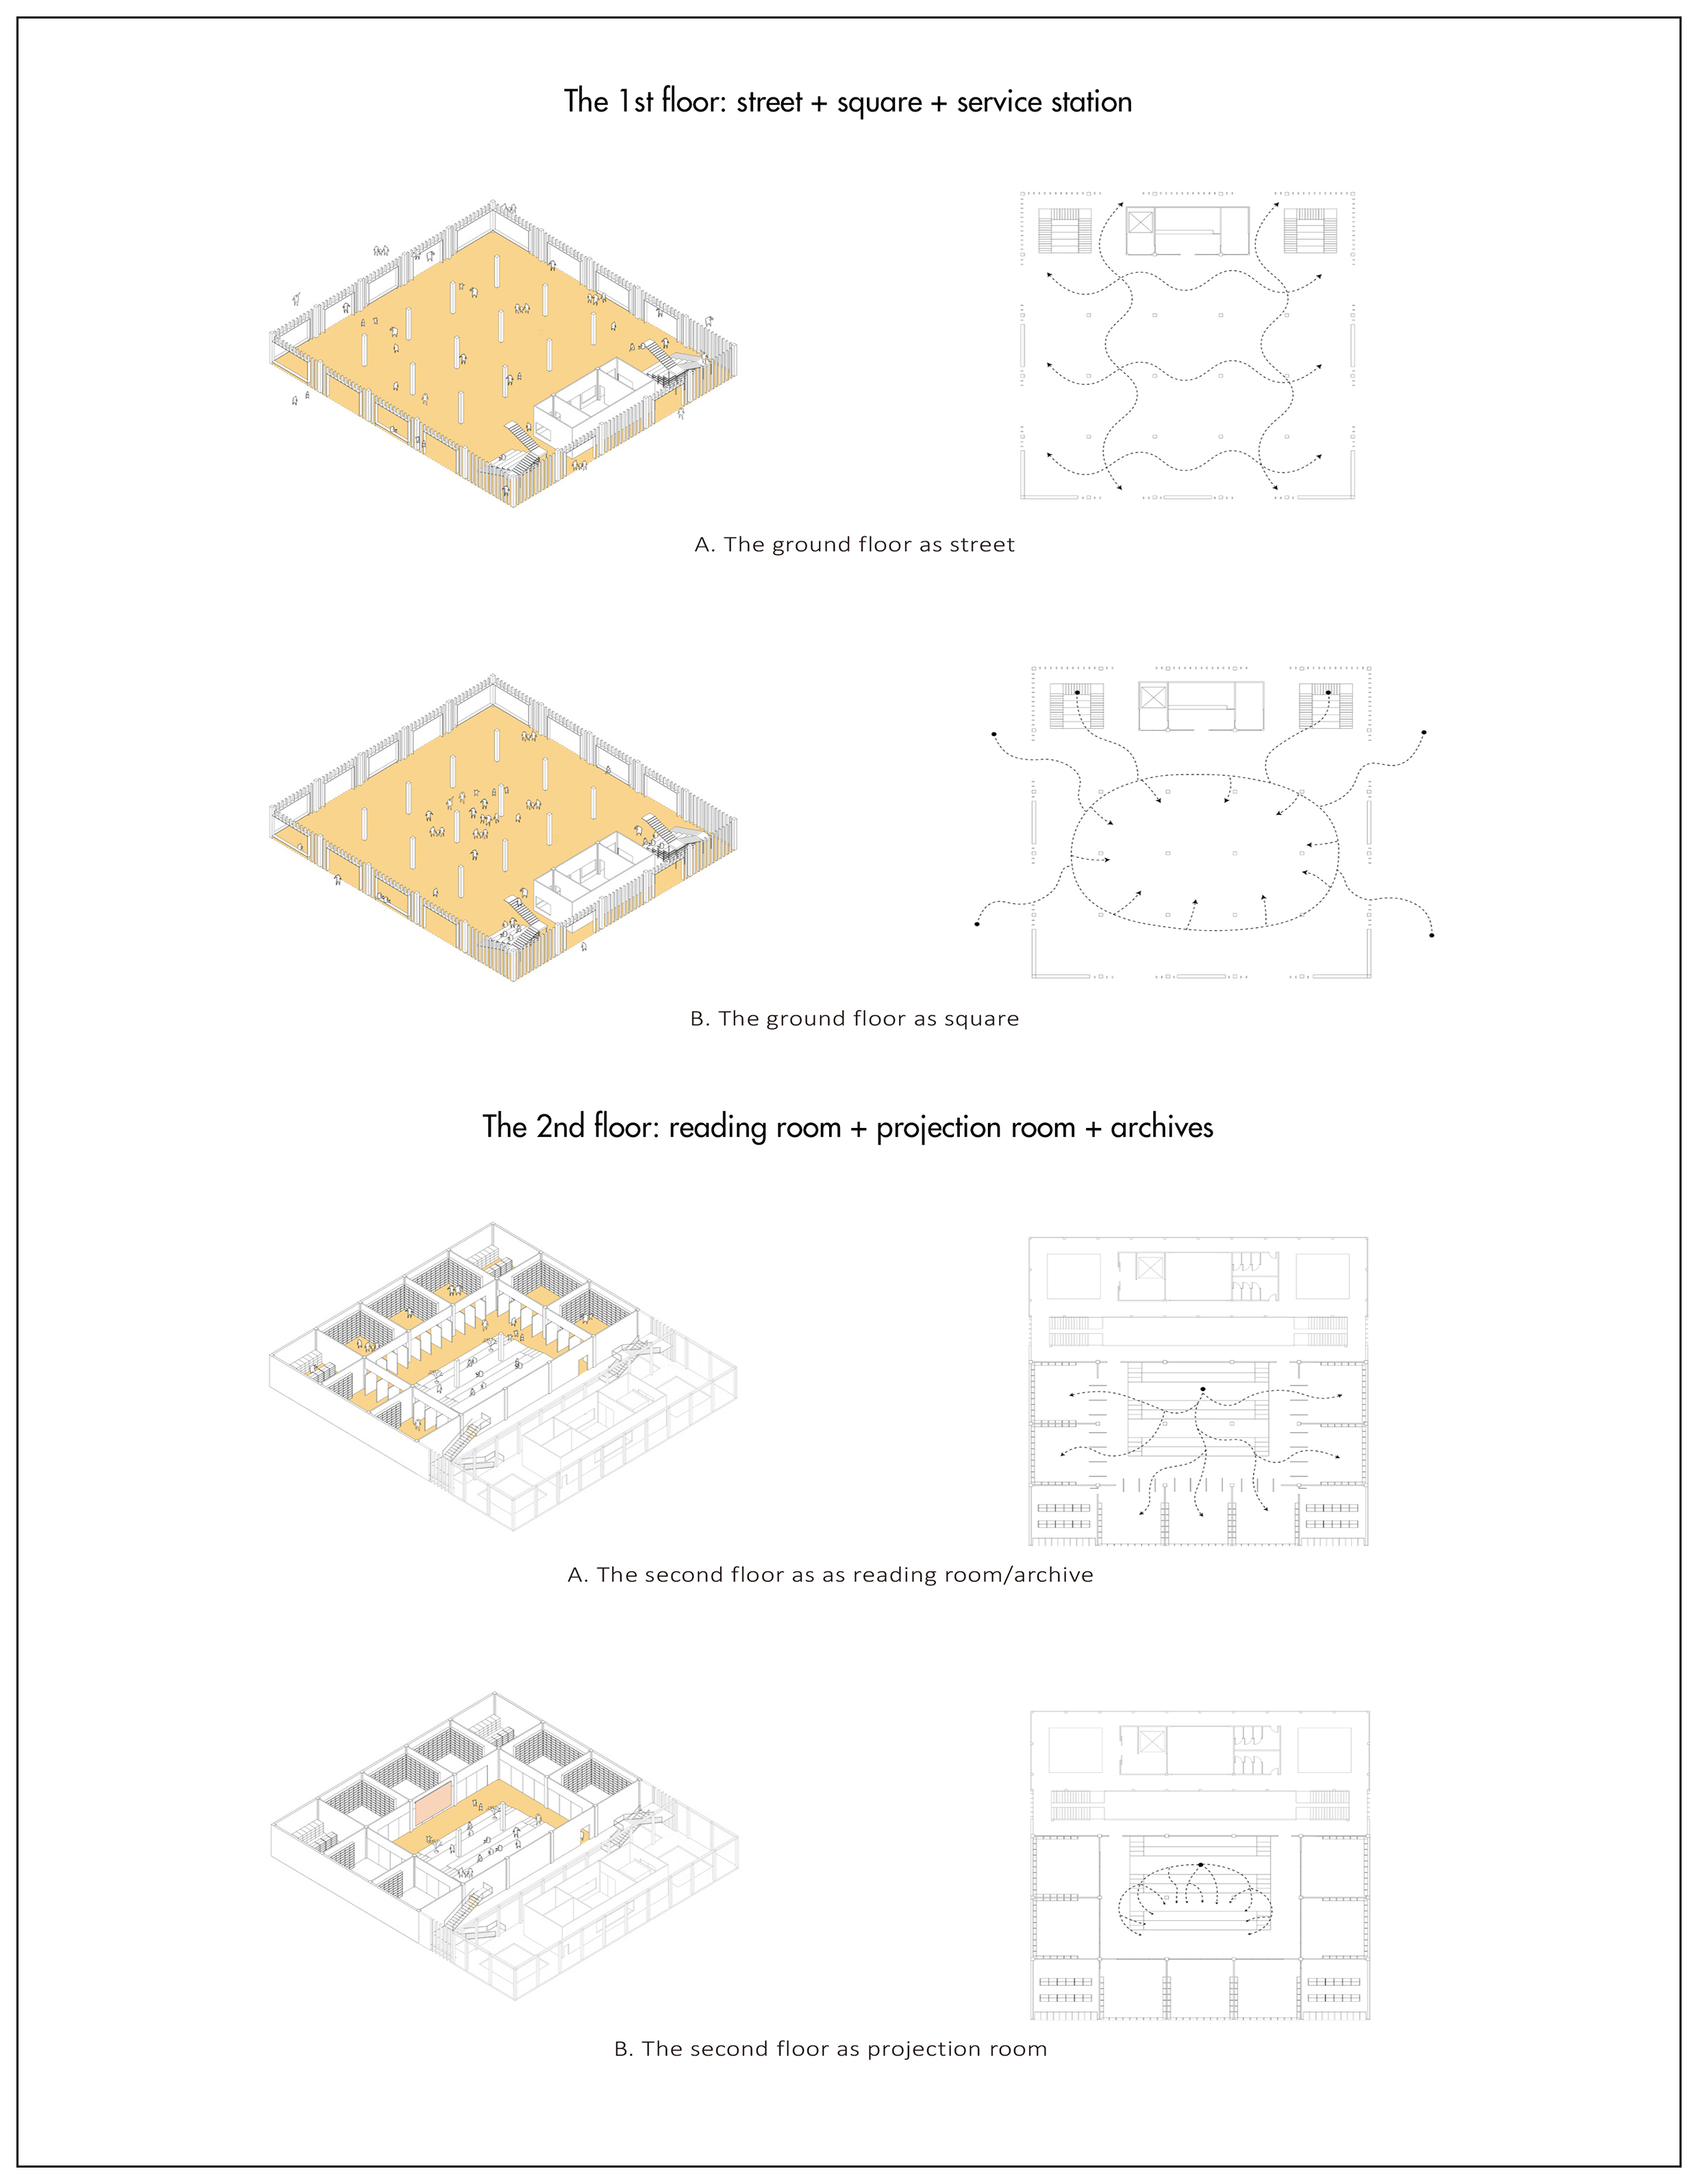 The 1st floor: street + square + service station
A. The ground floor as street
B. The ground floor as square
The 2nd floor: reading room + projection room + archives
A. The second floor as as reading room/archive
B. The second floor as projection room